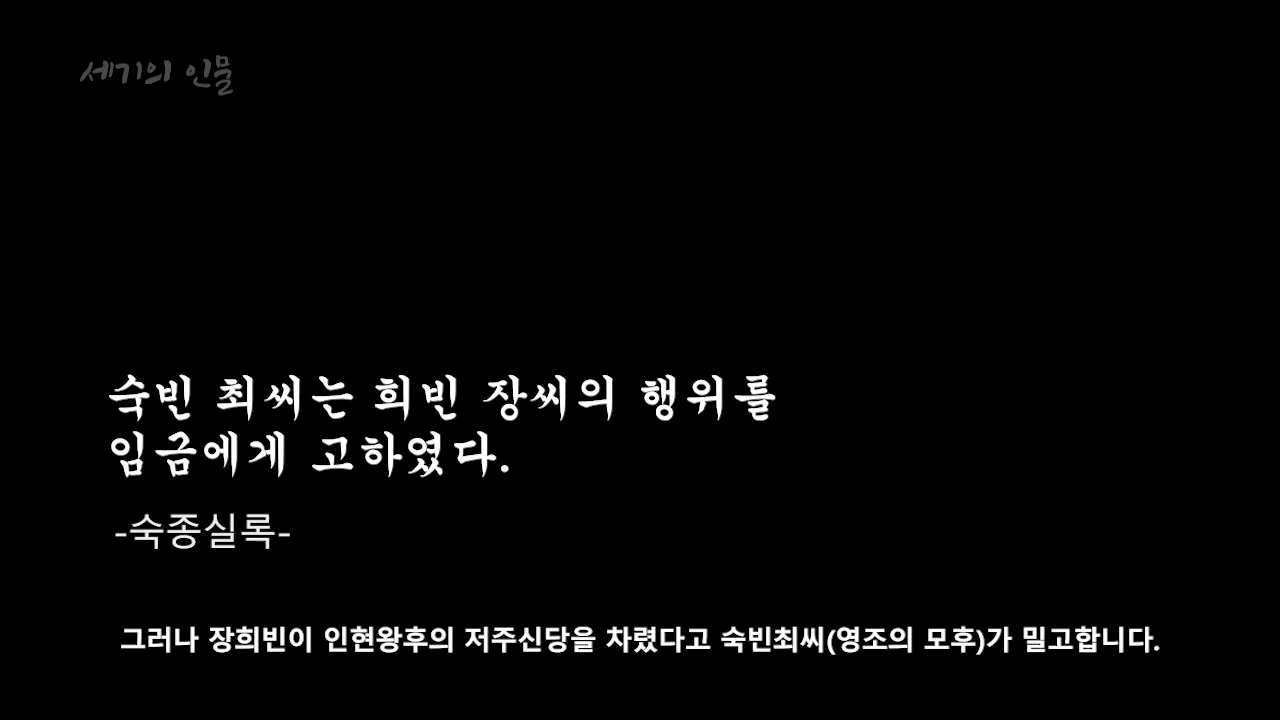 세기의 인물
숙빈 최씨는 희빈 장씨의 행위를
임금에게 고하였다.
-숙종실록-
그러나 장희빈이 인현왕후의 저주신당을 차렸다고 숙빈최씨(영조의 모후)가 밀고합니다.